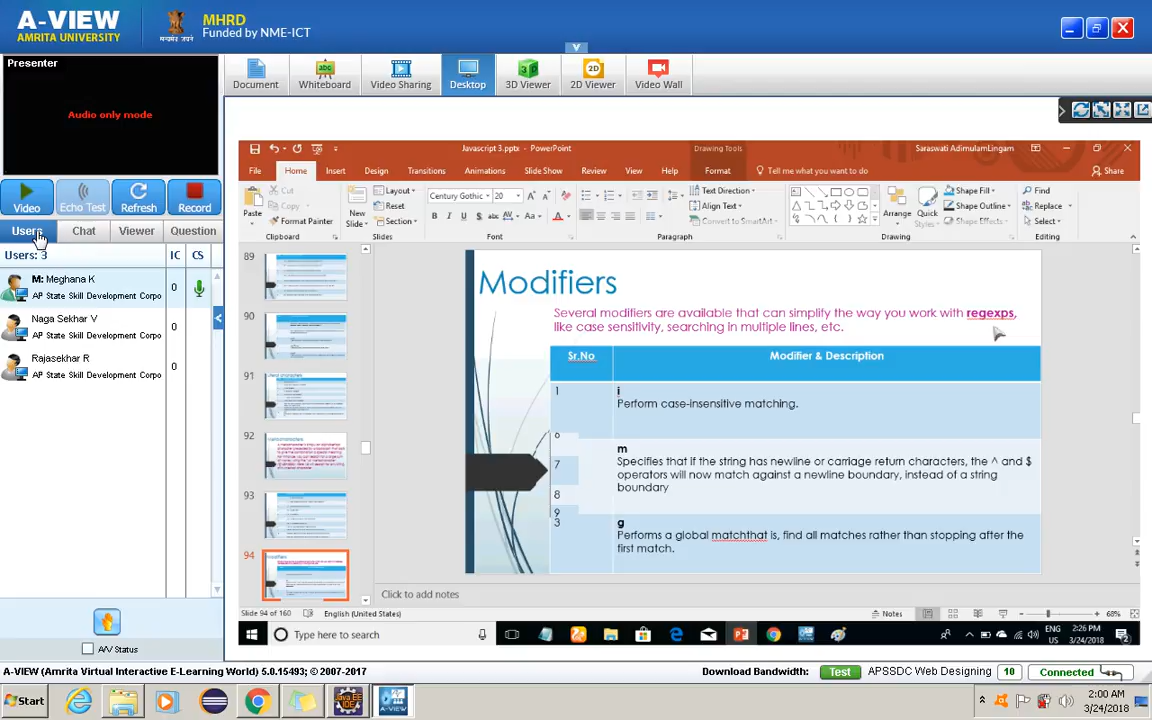 A-VIEW
AMRITA UNIVERSITY
MHRD
Funded by NME-ICT
Presenter
Audio only mode
Video
Echo Test
Refresh
Record
Users
Chat
Viewer
Question
Users: 3
IC
CS
M: Meghana K
AP State Skill Development Corpo
0
Naga Sekhar V
AP State Skill Development Corpo
0
Rajasekhar R
AP State Skill Development Corpo
0
A/V Status
Document
Whiteboard
Video Sharing
Desktop
3D Viewer
2D Viewer
Video Wall
Javascript 3.pptx - PowerPoint
Drawing Tools
Saraswati AdimulamLingam
File
Home
Insert
Design
Transitions
Animations
Slide Show
Review
View
Help
Format
Tell me what you want to do
Share
Paste
Cut
Copy
Format Painter
Clipboard
New
Slide
Layout
Reset
Section
Slides
Century Gothic
20
Font
Text Direction
Align Text
Convert to SmartArt
Paragraph
Arrange
Quick
Styles
Shape Fill
Shape Outline
Shape Effects
Drawing
Find
Replace
Select
Editing
89
90
91
92
93
94
Modifiers
Several modifiers are available that can simplify the way you work with regexps,
like case sensitivity, searching in multiple lines, etc.
Sr.No
Modifier & Description
1
i
Perform case-insensitive matching.
6
7
8
9
m
Specifies that if the string has newline or carriage return characters, the ^ and $
operators will now match against a newline boundary, instead of a string
boundary
3
g
Performs a global matchthat is, find all matches rather than stopping after the
first match.
Click to add notes
Slide 94 of 160
English (United States)
Notes
68%
Type here to search
ENG
US
2:26 PM
3/24/2018
A-VIEW (Amrita Virtual Interactive E-Learning World) 5.0.15493; © 2007-2017
Download Bandwidth:
Test
APSSDC Web Designing
10
Connected
Start
2:00 AM
3/24/2018